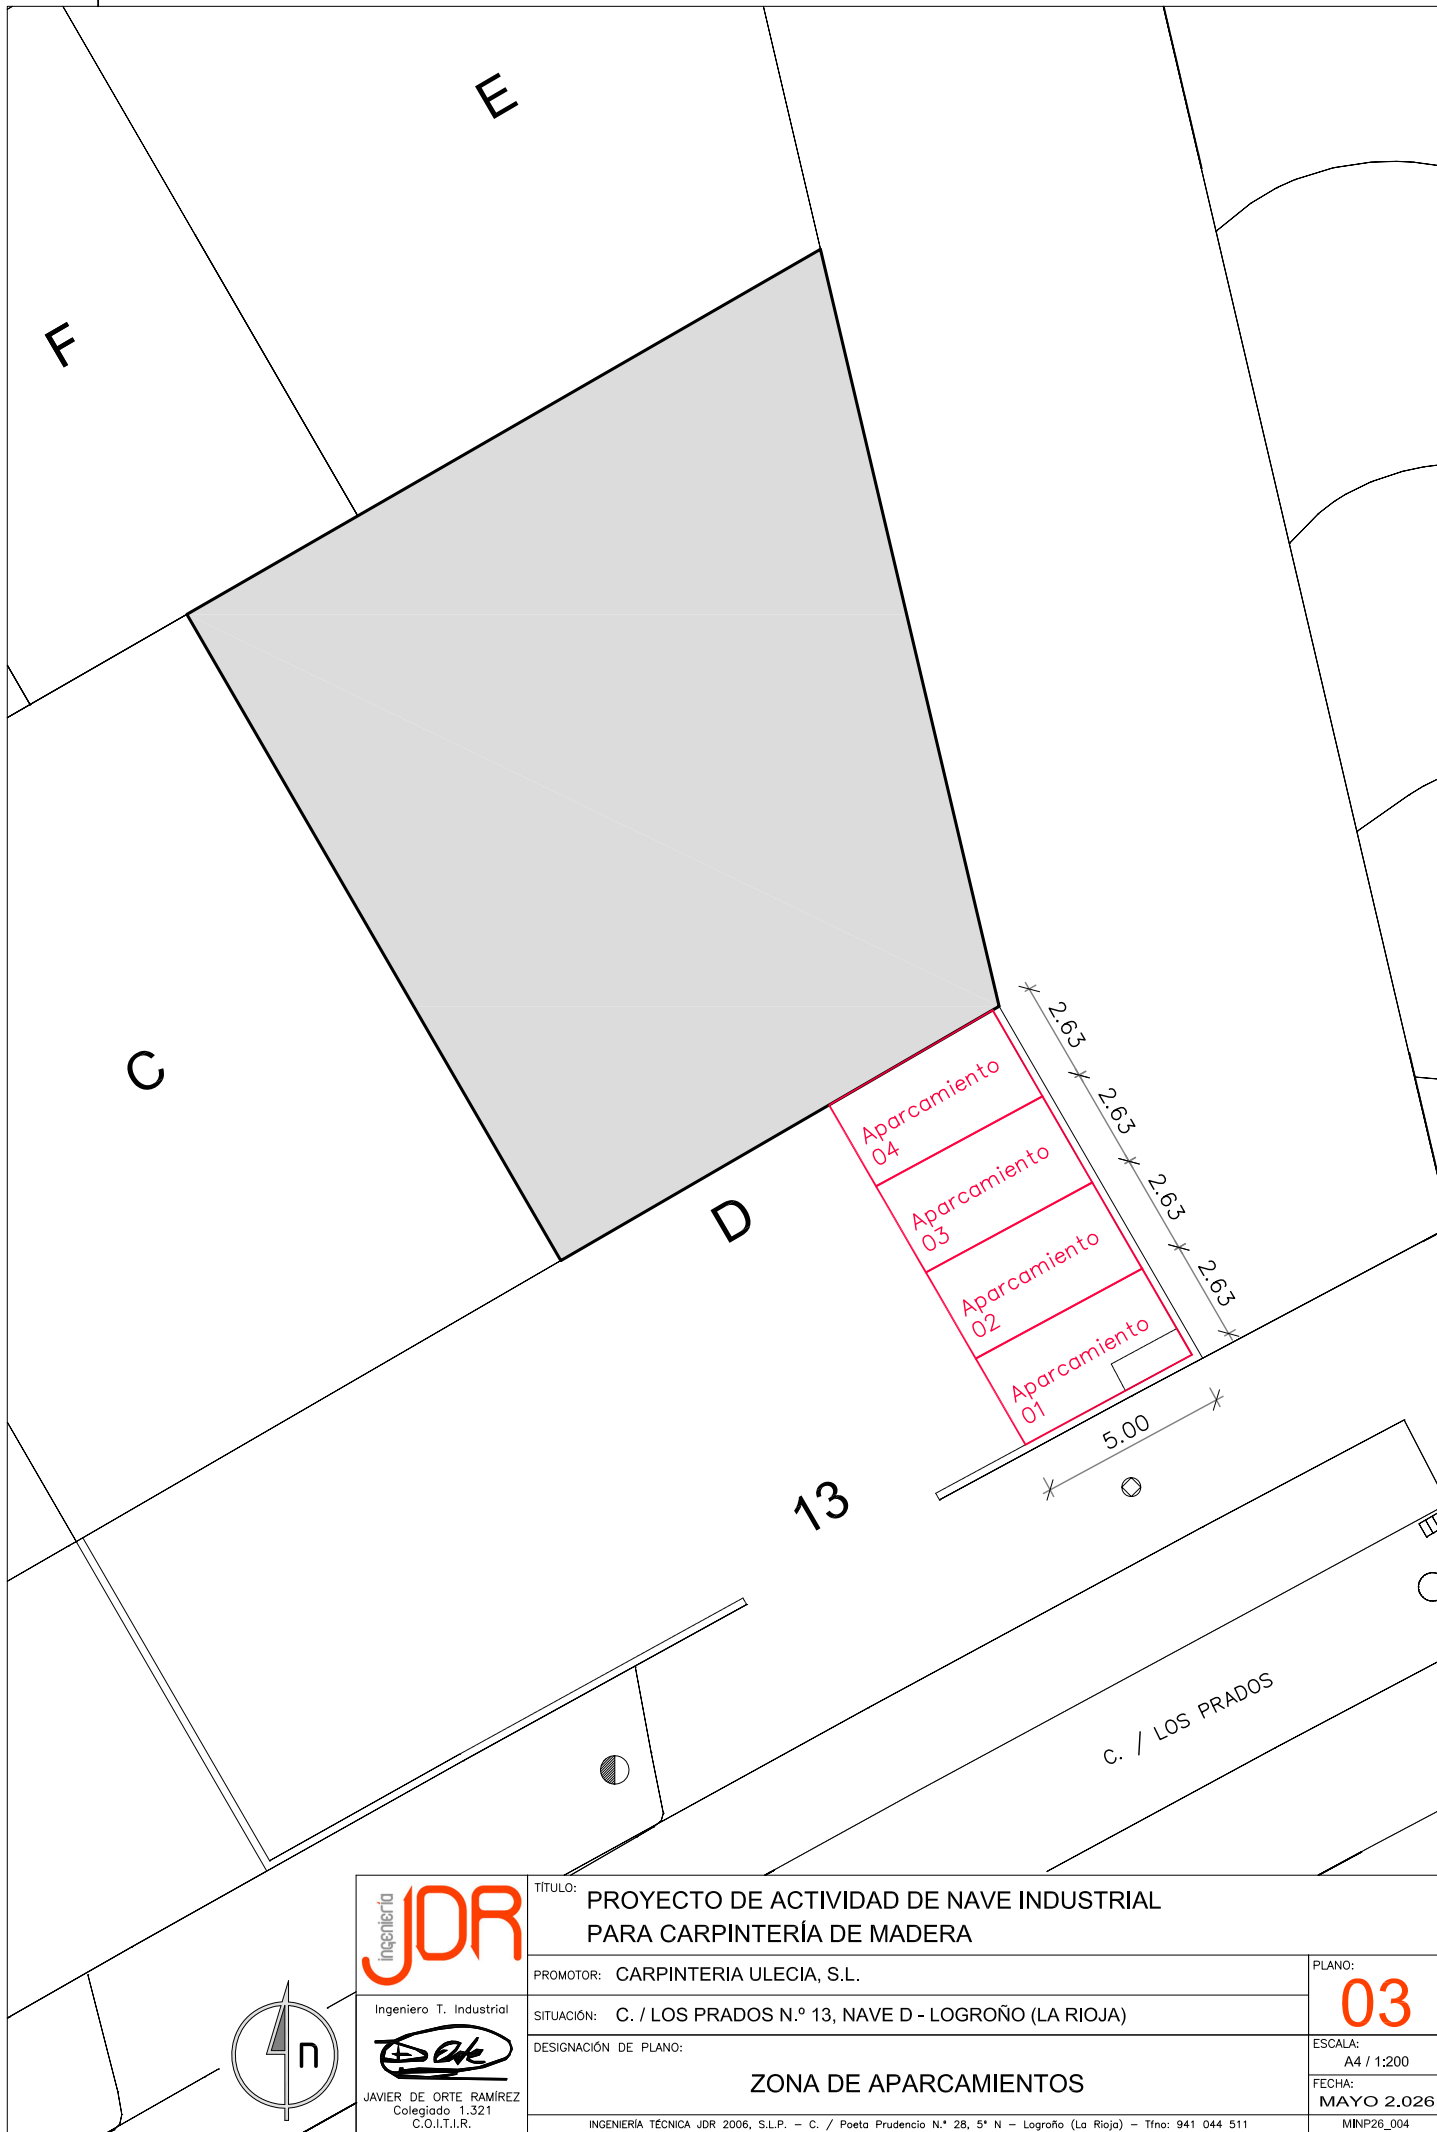 E
F
C
D
13
2.63
2.63
2.63
2.63
Aparcamiento
04
Aparcamiento
03
Aparcamiento
02
Aparcamiento
01
5.00
C. / LOS PRADOS
n
ingeniería
JDR
Ingeniero T. Industrial
JAVIER DE ORTE RAMÍREZ
Colegiado 1.321
C.O.I.T.I.R.
TÍTULO: PROYECTO DE ACTIVIDAD DE NAVE INDUSTRIAL
PARA CARPINTERÍA DE MADERA
PROMOTOR: CARPINTERIA ULECIA, S.L.
SITUACIÓN: C. / LOS PRADOS N.º 13, NAVE D - LOGROÑO (LA RIOJA)
DESIGNACIÓN DE PLANO:
ZONA DE APARCAMIENTOS
PLANO:
03
ESCALA:
A4 / 1:200
FECHA:
MAYO 2.026
INGENIERÍA TÉCNICA JDR 2006, S.L.P. – C. / Poeta Prudencio N.º 28, 5º N – Logroño (La Rioja) – Tfno: 941 044 511
MINP26_004